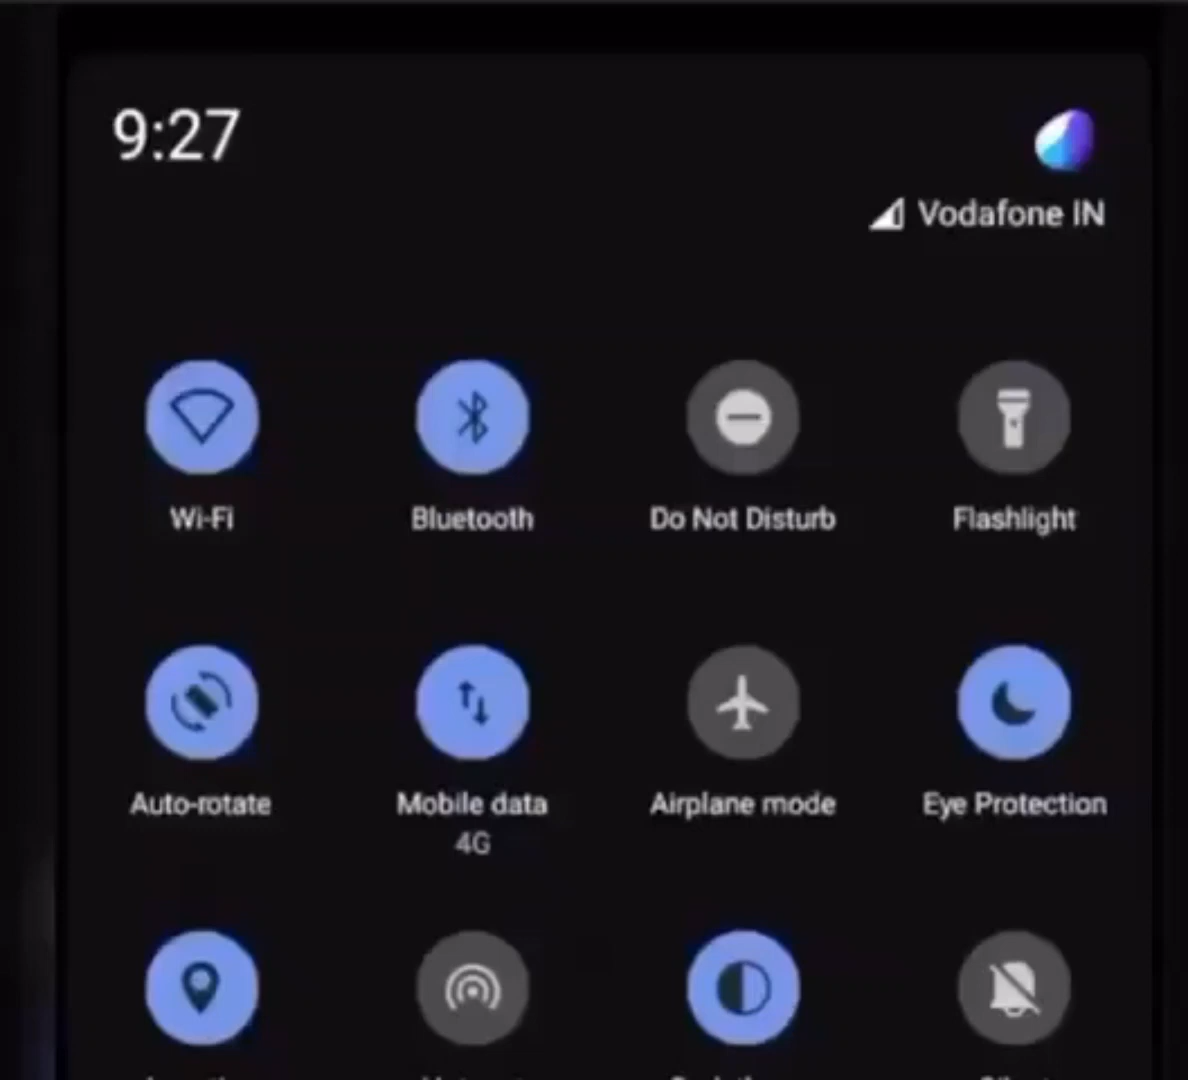 9:27
Vodafone IN
Wi-Fi
Bluetooth
Do Not Disturb
Flashlight
Auto-rotate
Mobile data
4G
Airplane mode
Eye Protection